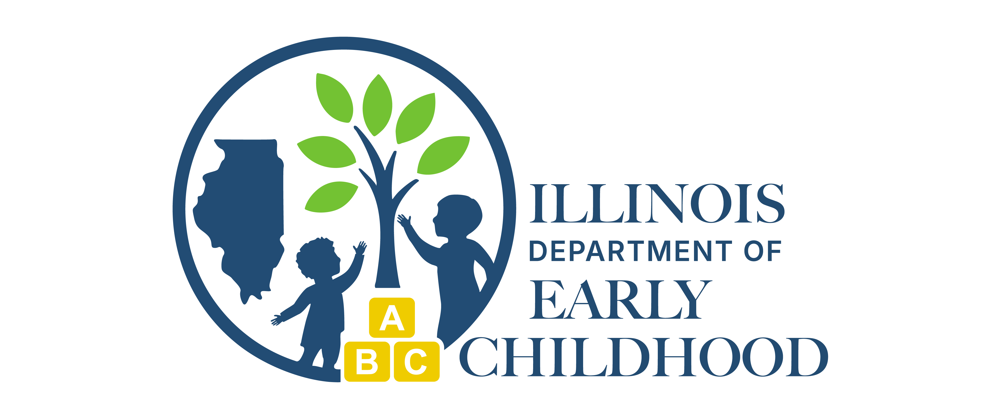 A
B C
ILLINOIS
DEPARTMENT OF
EARLY
CHILDHOOD